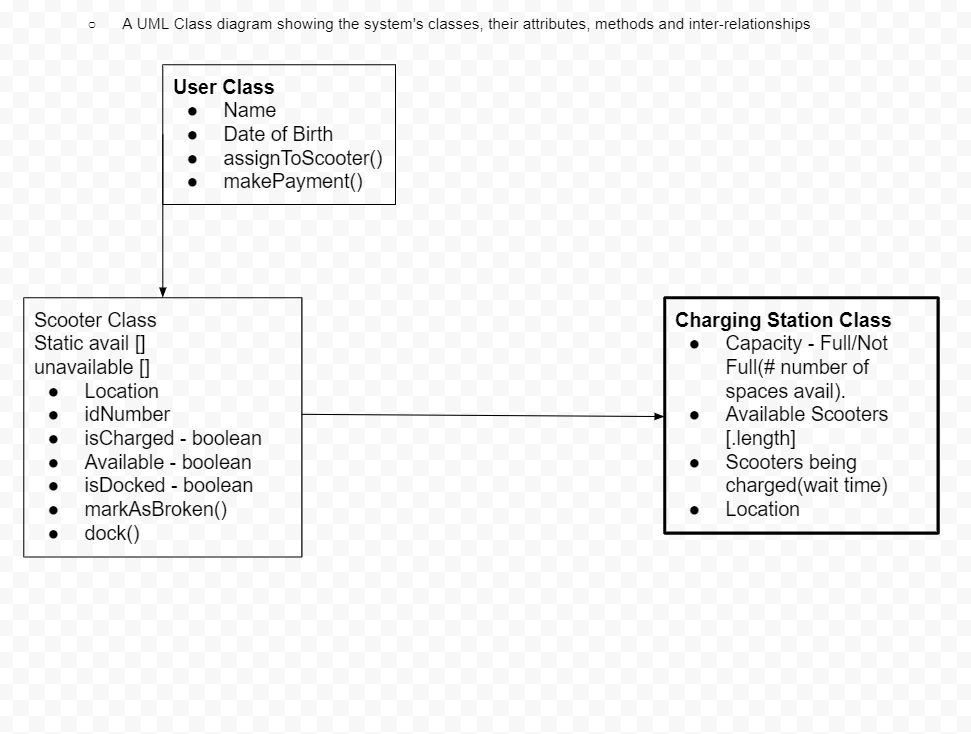 ○ A UML Class diagram showing the system's classes, their attributes, methods and inter-relationships
User Class
● Name
● Date of Birth
● assignToScooter()
● makePayment()
Scooter Class
Static avail []
unavailable []
● Location
● idNumber
● isCharged - boolean
● Available - boolean
● isDocked - boolean
● markAsBroken()
● dock()
Charging Station Class
● Capacity - Full/Not
Full(# number of
spaces avail).
● Available Scooters
[.length]
● Scooters being
charged(wait time)
● Location